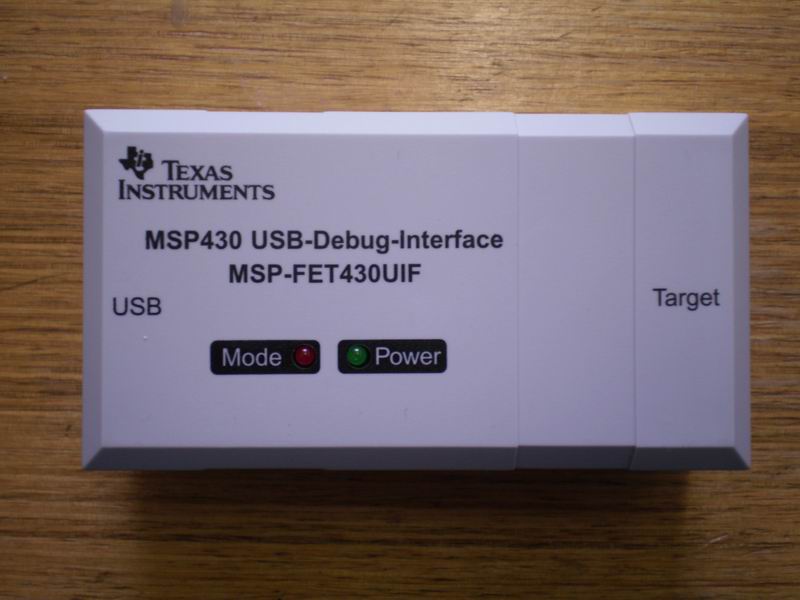 TEXAS
INSTRUMENTS
MSP430 USB-Debug-Interface
MSP-FET430UIF
USB
Target
Mode
Power